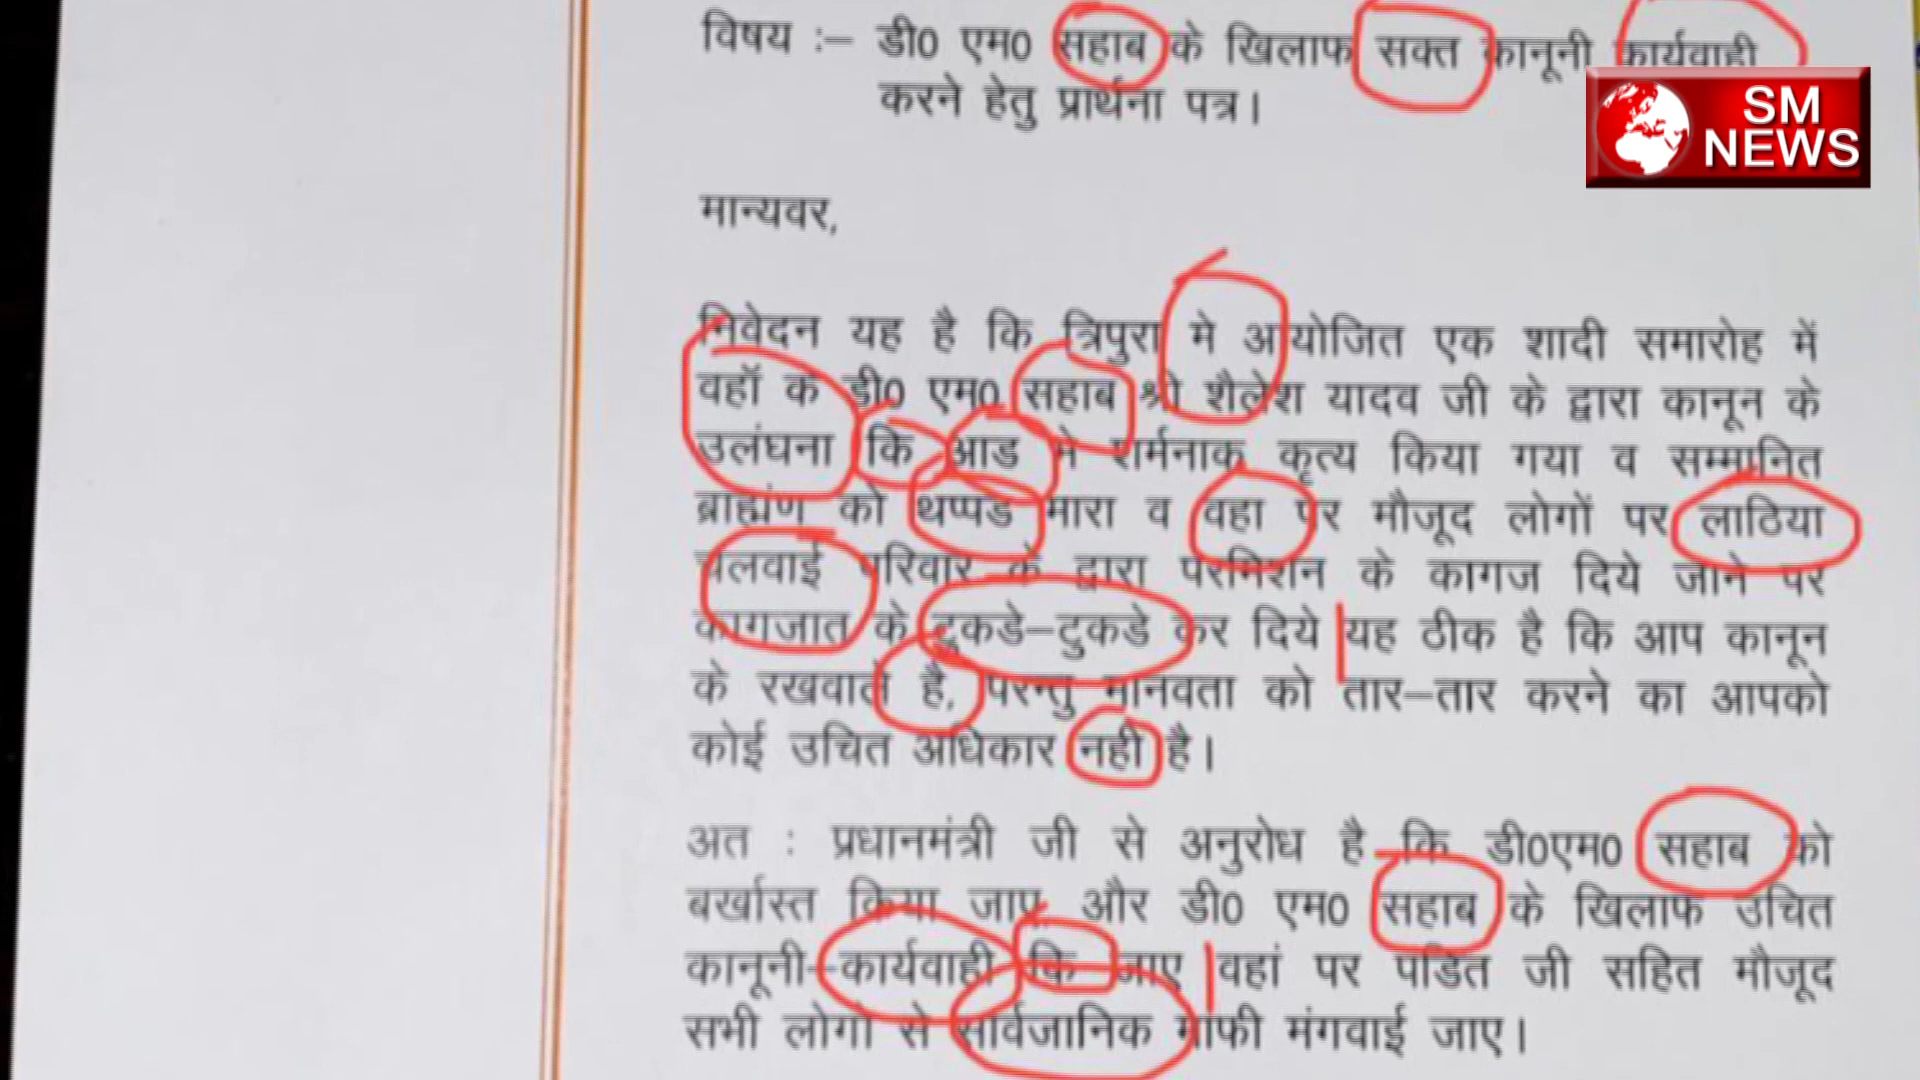 विषय :– डी0 एम0 सहाब के खिलाफ सक्त कानूनी कार्यवाही
करने हेतु प्रार्थना पत्र।
SM
NEWS
मान्यवर,
निवेदन यह है कि त्रिपुरा मे आयोजित एक शादी समारोह में
वहॉ के डी0 एम0 सहाब श्री शैलेश यादव जी के द्वारा कानून के
उलंघना कि आड मे शर्मनाक कृत्य किया गया व सम्मानित
ब्राह्मंण को थप्पड मारा व वहा पर मौजूद लोगों पर लाठिया
चलवाई परिवार के द्वारा परमिशन के कागज दिये जाने पर
कागजात के टुकडे–टुकडे कर दिये यह ठीक है कि आप कानून
के रखवाले है, परन्तु मानवता को तार–तार करने का आपको
कोई उचित अधिकार नही है।
अत : प्रधानमंत्री जी से अनुरोध है कि डी0एम0 सहाब को
बर्खास्त किया जाए और डी0 एम0 सहाब के खिलाफ उचित
कानूनी–कार्यवाही कि जाए वहां पर पंडित जी सहित मौजूद
सभी लोगो से सार्वजानिक माफी मंगवाई जाए।